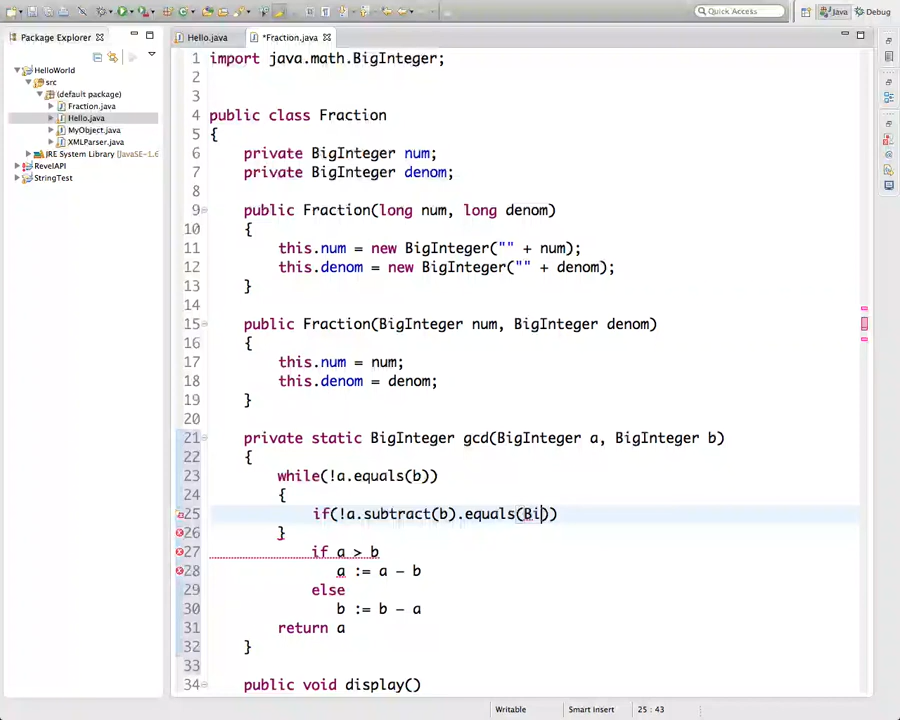 Quick Access
Java
Debug
Package Explorer
Hello.java
*Fraction.java
HelloWorld
src
(default package)
Fraction.java
Hello.java
MyObject.java
XMLParser.java
JRE System Library [JavaSE-1.6
RevelAPI
StringTest
1 import java.math.BigInteger;
2
3
4 public class Fraction
5 {
6 private BigInteger num;
7 private BigInteger denom;
8
9 public Fraction(long num, long denom)
10 {
11 this.num = new BigInteger("" + num);
12 this.denom = new BigInteger("" + denom);
13 }
14
15 public Fraction(BigInteger num, BigInteger denom)
16 {
17 this.num = num;
18 this.denom = denom;
19 }
20
21 private static BigInteger gcd(BigInteger a, BigInteger b)
22 {
23 while(!a.equals(b))
24 {
25 if(!a.subtract(b).equals(Bi))
26 }
27 if a > b
28 a := a - b
29 else
30 b := b - a
31 return a
32 }
33
34 public void display()
Writable
Smart Insert
25 : 43